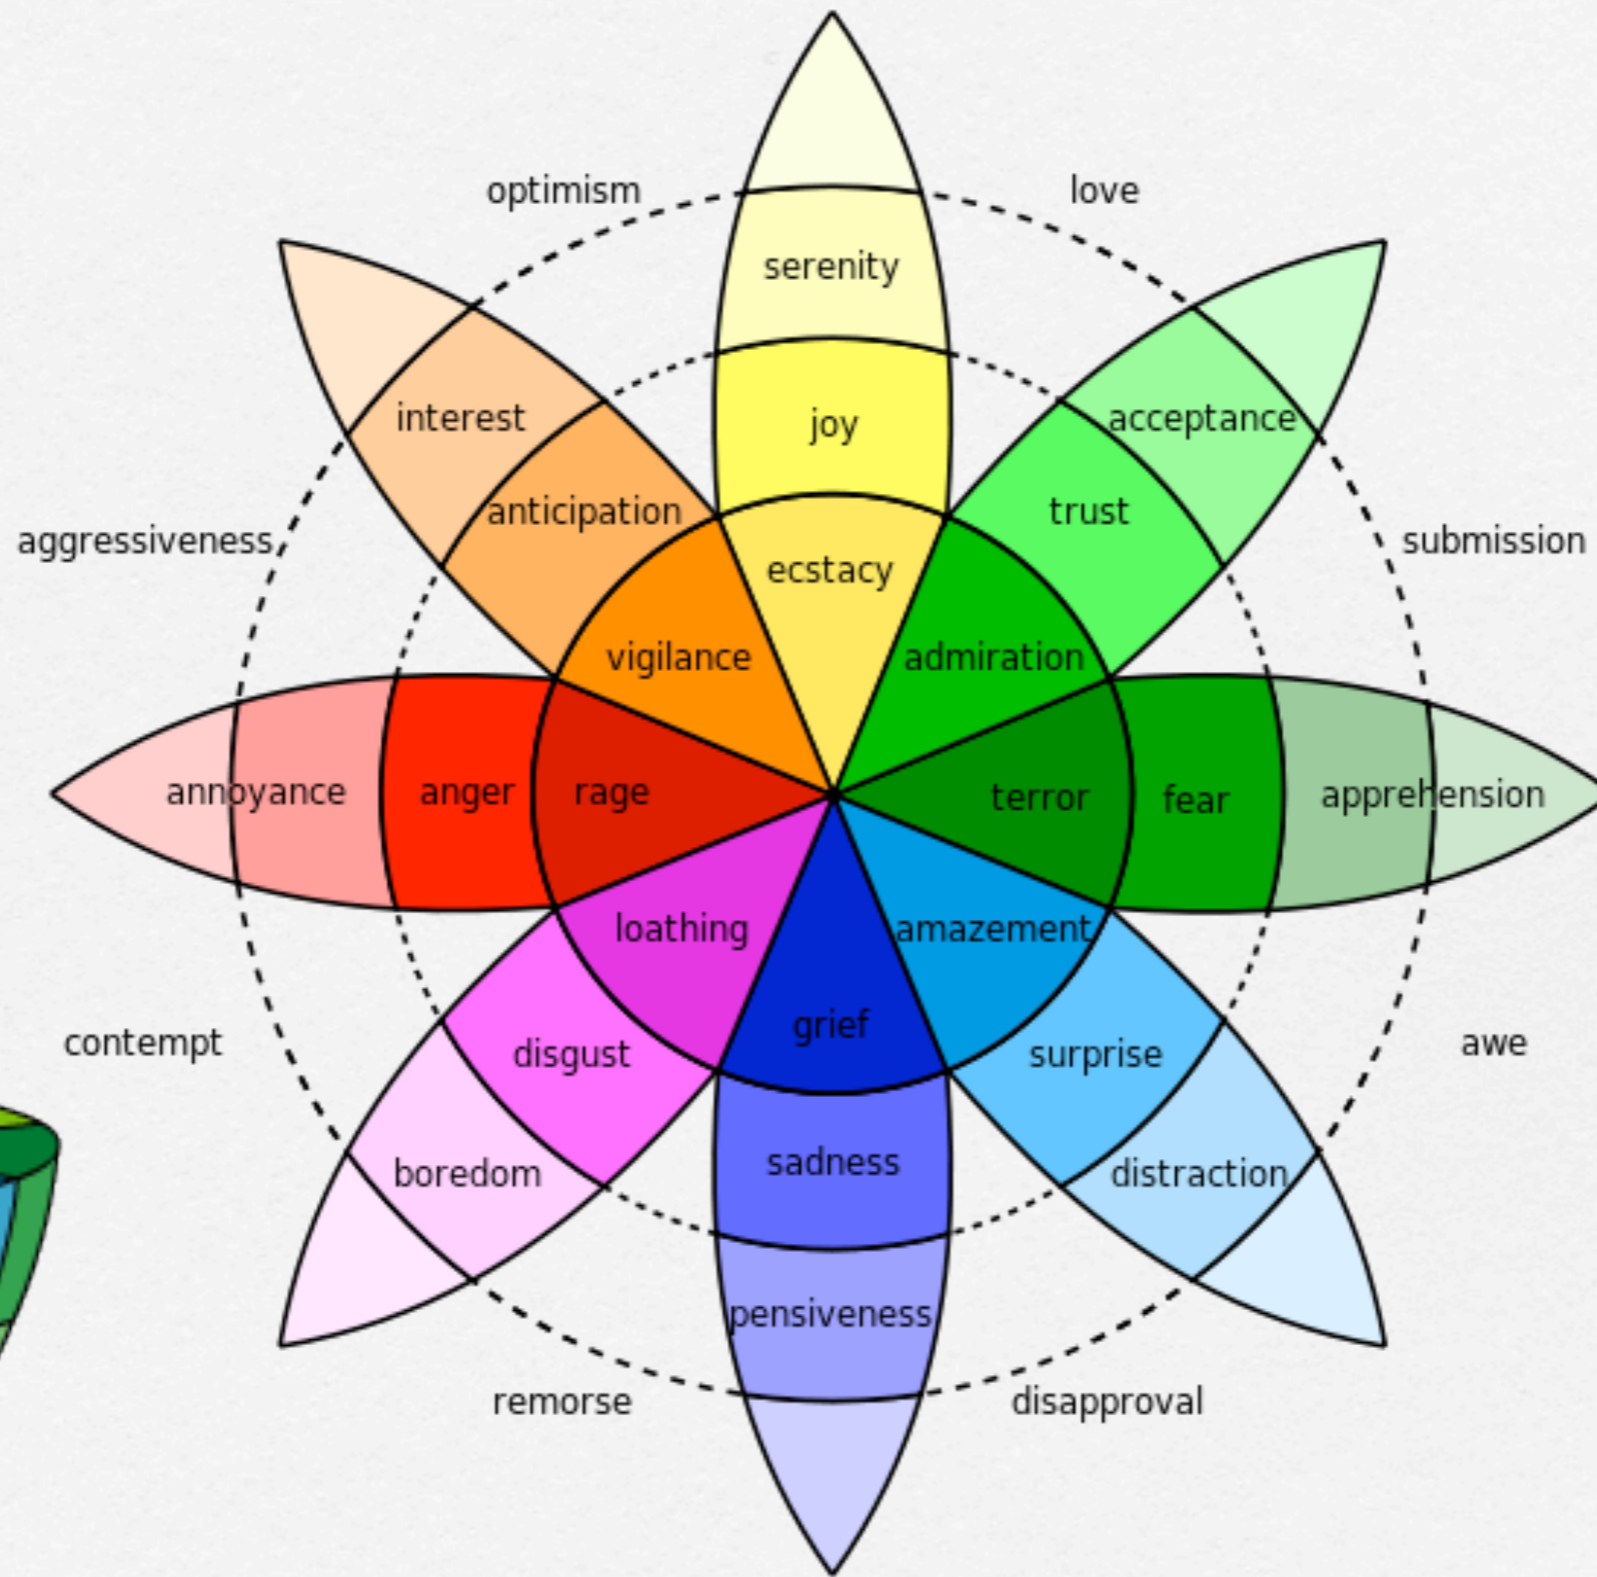 optimism
love
serenity
interest
joy
acceptance
anticipation
trust
aggressiveness
submission
ecstacy
vigilance
admiration
annoyance
anger
rage
terror
fear
apprehension
loathing
amazement
grief
contempt
awe
disgust
surprise
sadness
boredom
distraction
pensiveness
remorse
disapproval